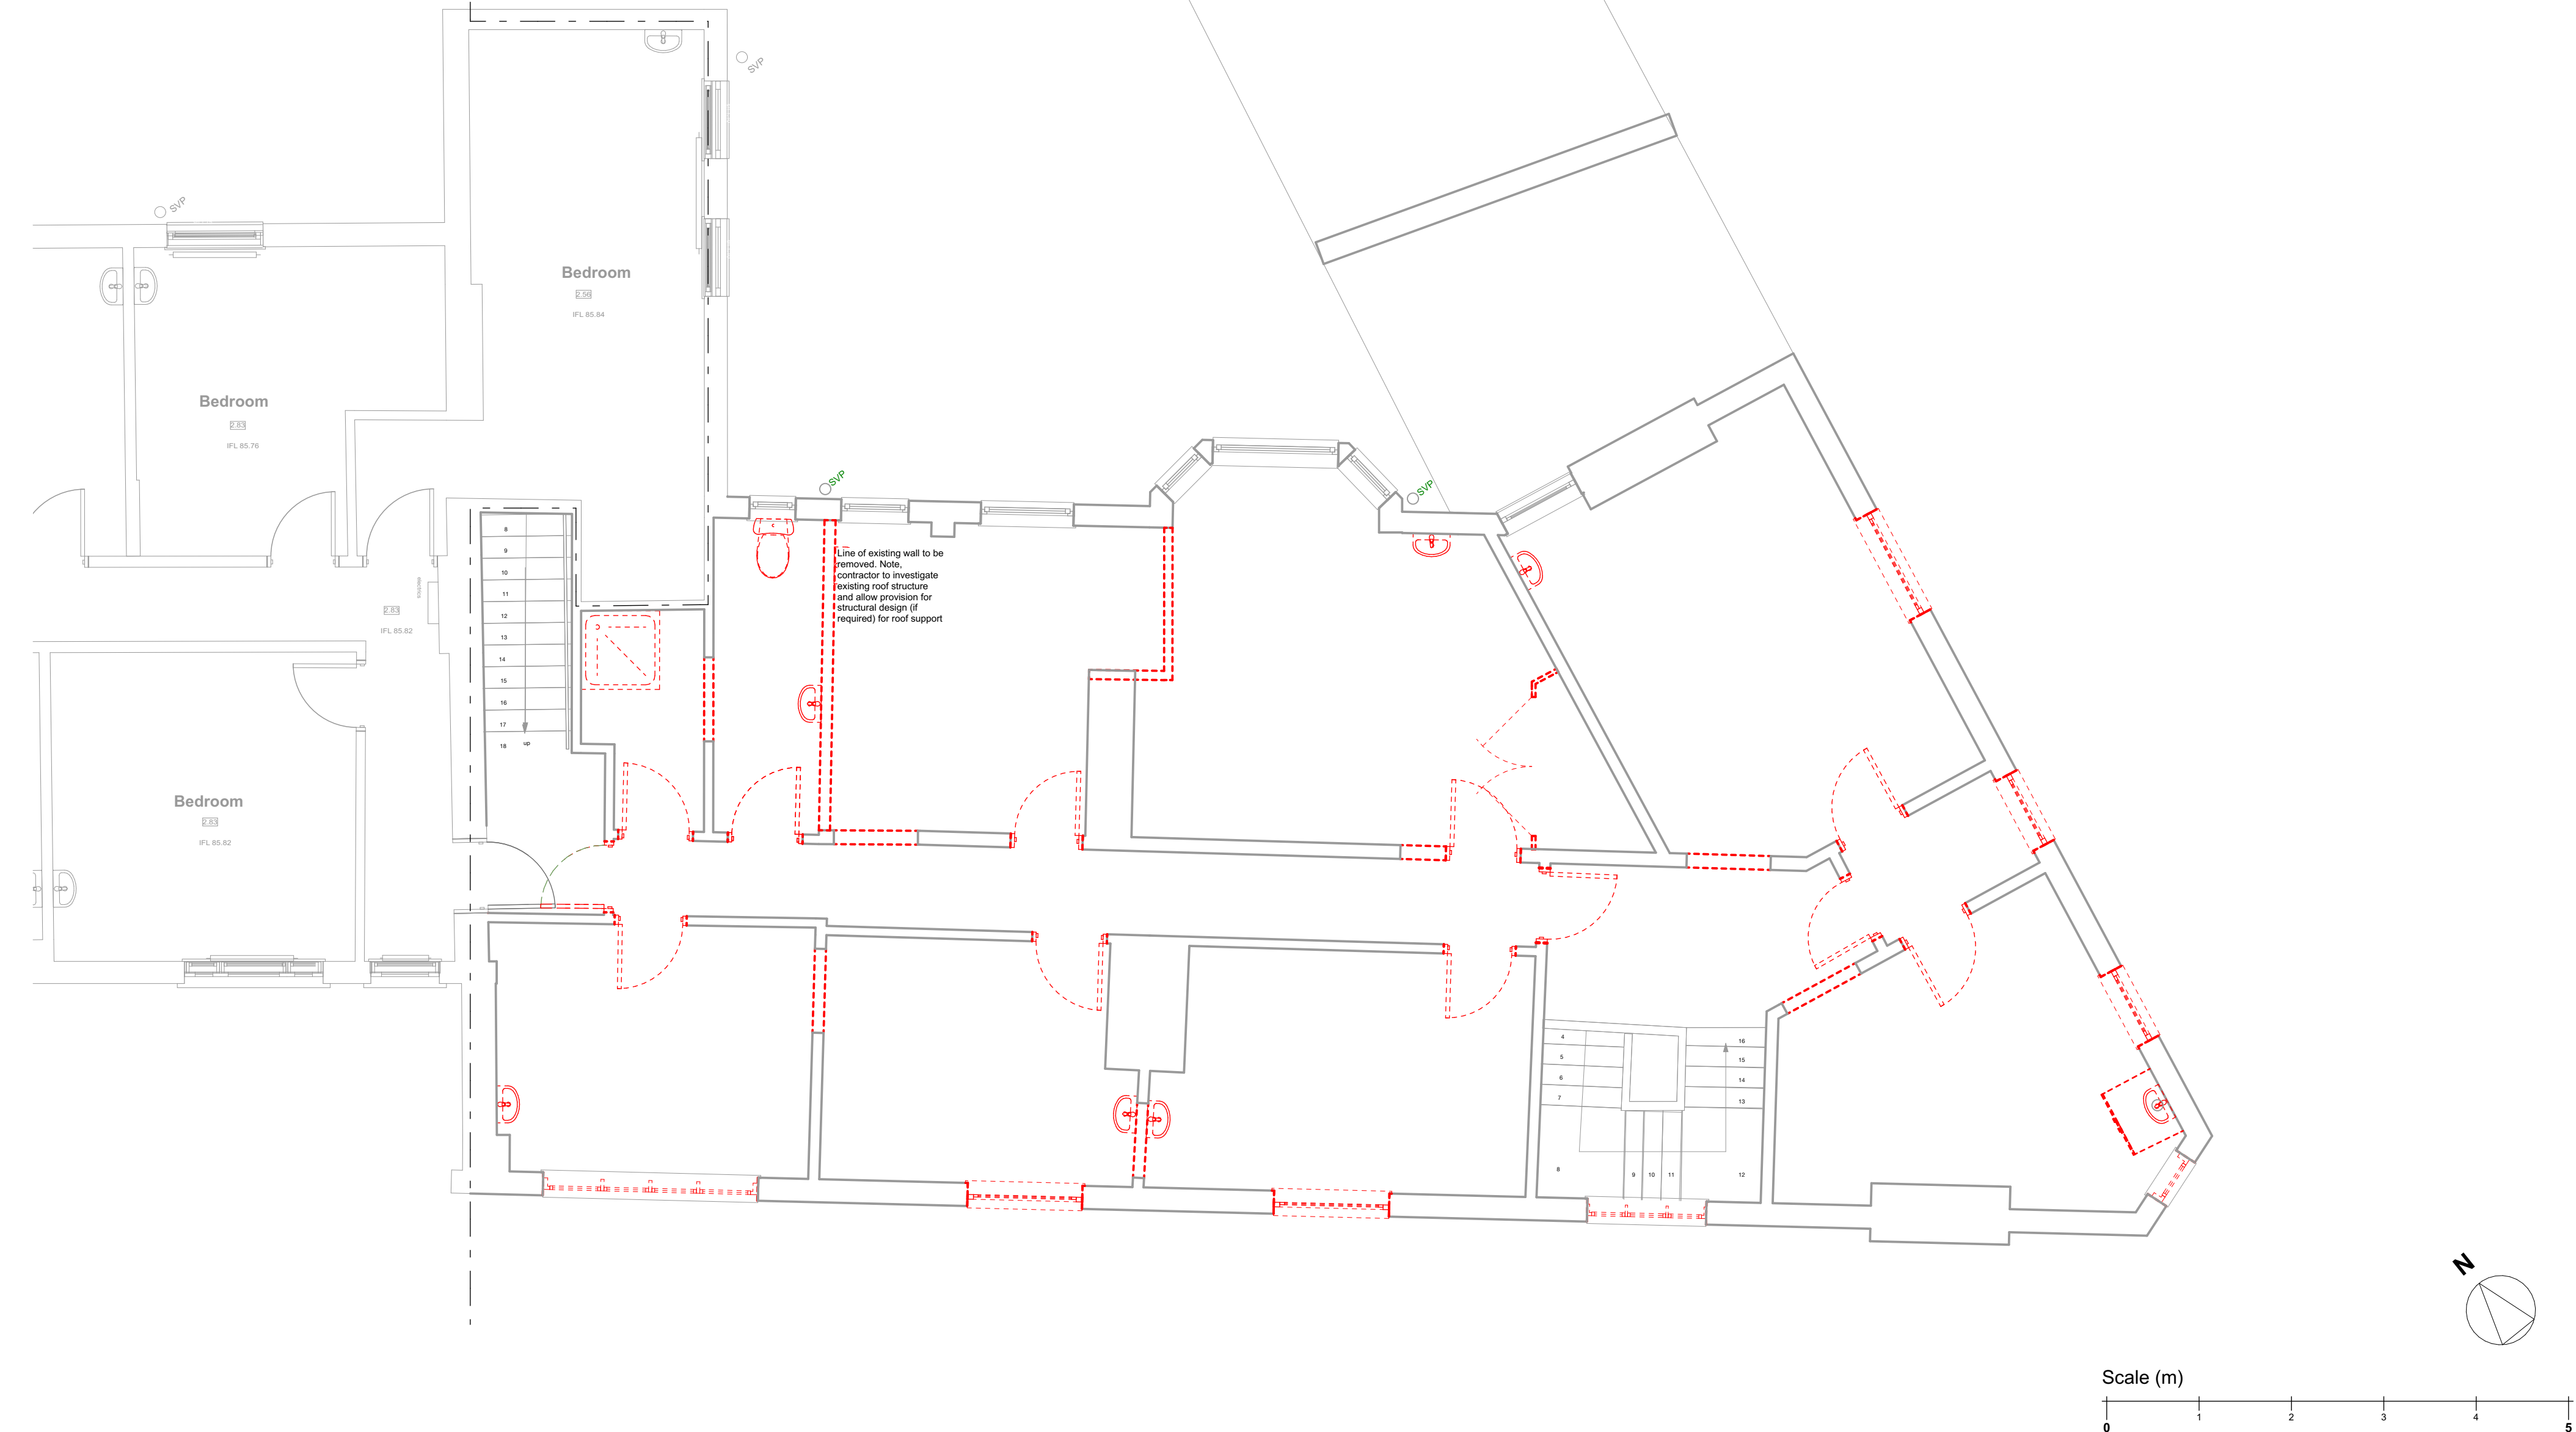 SVP
SVP
Bedroom
2.56
IFL 85.84
Bedroom
2.83
IFL 85.76
SVP
SVP
8
9
10
11
12
13
14
15
16
17
18
up
Line of existing wall to be
removed. Note,
contractor to investigate
existing roof structure
and allow provision for
structural design (if
required) for roof support
2.83
IFL 85.82
Bedroom
2.83
IFL 85.82
4
5
6
7
8
9
10
11
12
13
14
15
16
N
Scale (m)
0
1
2
3
4
5